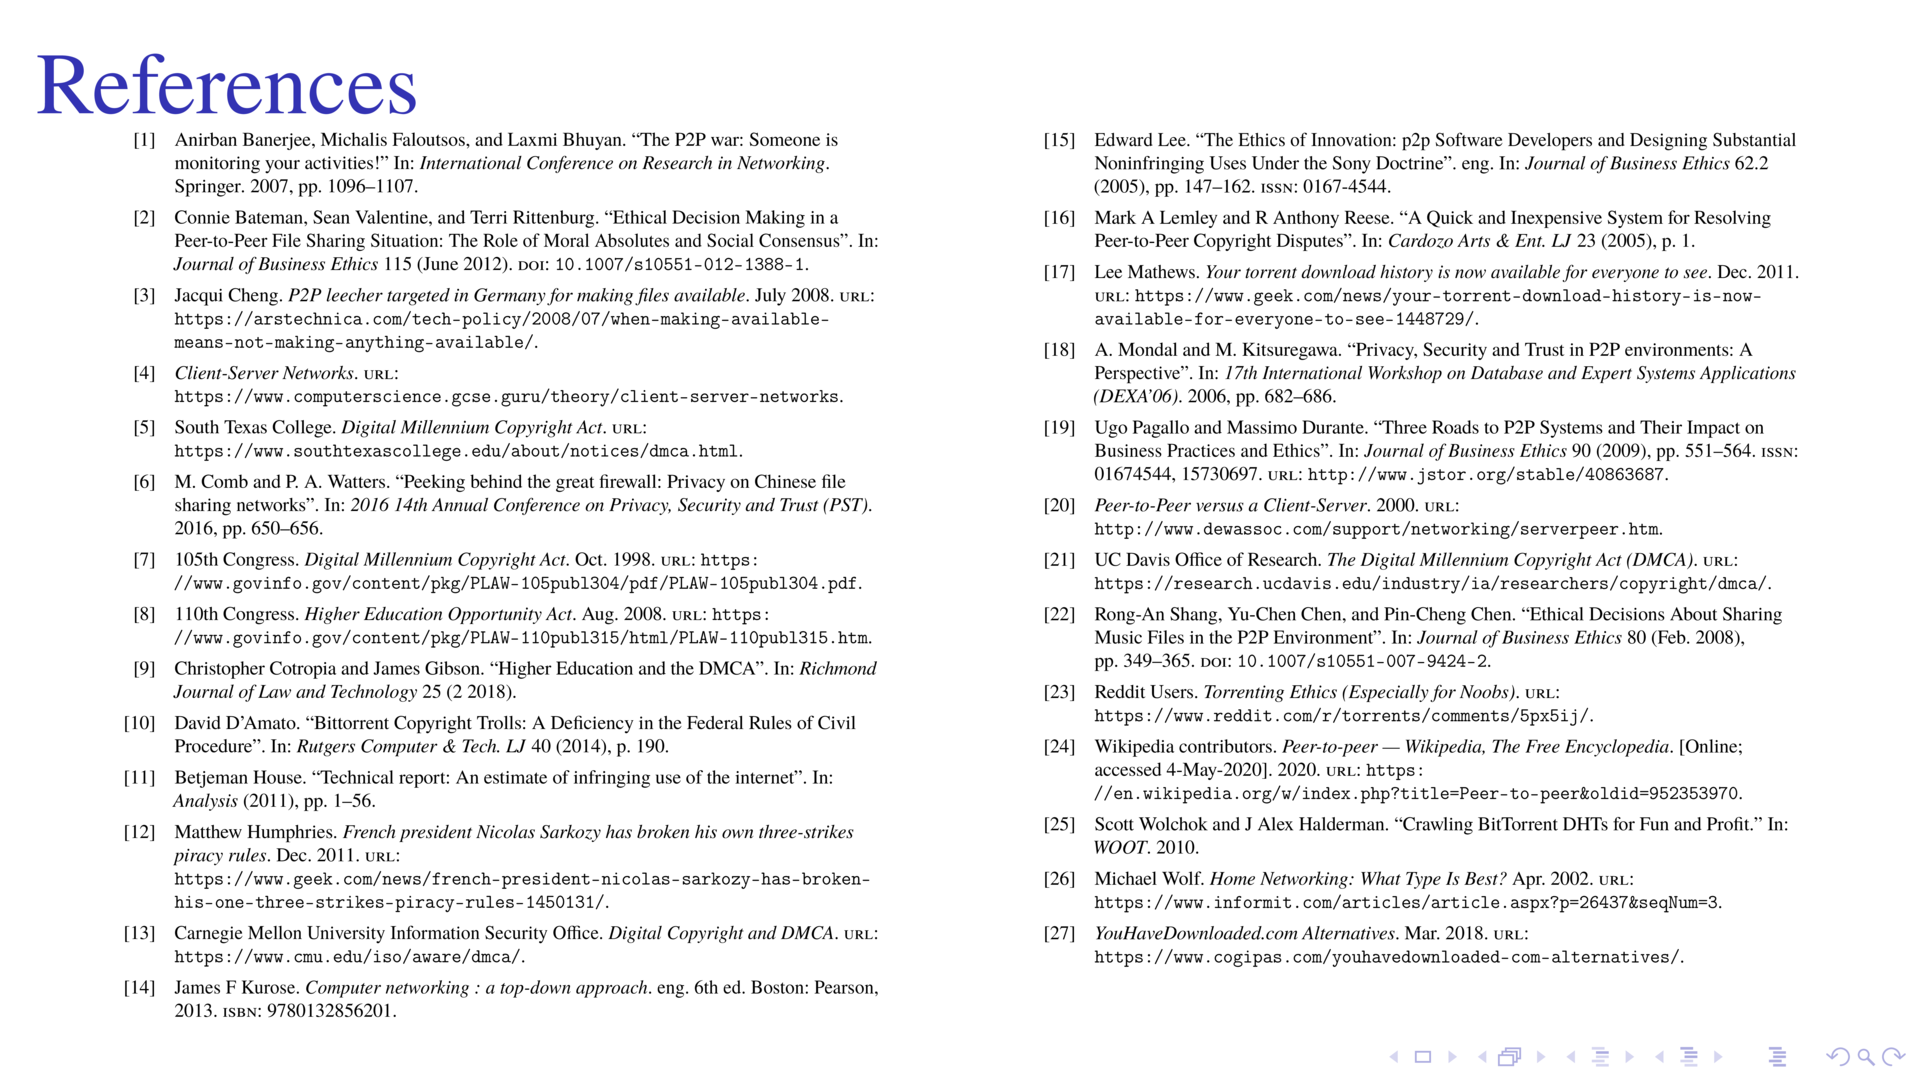 References
[1] Anirban Banerjee, Michalis Faloutsos, and Laxmi Bhuyan. “The P2P war: Someone is
monitoring your activities!” In: International Conference on Research in Networking.
Springer. 2007, pp. 1096–1107.
[2] Connie Bateman, Sean Valentine, and Terri Rittenburg. “Ethical Decision Making in a
Peer-to-Peer File Sharing Situation: The Role of Moral Absolutes and Social Consensus”. In:
Journal of Business Ethics 115 (June 2012). DOI: 10.1007/s10551-012-1388-1.
[3] Jacqui Cheng. P2P leecher targeted in Germany for making files available. July 2008. URL:
https://arstechnica.com/tech-policy/2008/07/when-making-available-
means-not-making-anything-available/.
[4] Client-Server Networks. URL:
https://www.computerscience.gcse.guru/theory/client-server-networks.
[5] South Texas College. Digital Millennium Copyright Act. URL:
https://www.southtexascollege.edu/about/notices/dmca.html.
[6] M. Comb and P. A. Watters. “Peeking behind the great firewall: Privacy on Chinese file
sharing networks”. In: 2016 14th Annual Conference on Privacy, Security and Trust (PST).
2016, pp. 650–656.
[7] 105th Congress. Digital Millennium Copyright Act. Oct. 1998. URL: https:
//www.govinfo.gov/content/pkg/PLAW-105publ304/pdf/PLAW-105publ304.pdf.
[8] 110th Congress. Higher Education Opportunity Act. Aug. 2008. URL: https:
//www.govinfo.gov/content/pkg/PLAW-110publ315/html/PLAW-110publ315.htm.
[9] Christopher Cotropia and James Gibson. “Higher Education and the DMCA”. In: Richmond
Journal of Law and Technology 25 (2 2018).
[10] David D’Amato. “Bittorrent Copyright Trolls: A Deficiency in the Federal Rules of Civil
Procedure”. In: Rutgers Computer & Tech. LJ 40 (2014), p. 190.
[11] Betjeman House. “Technical report: An estimate of infringing use of the internet”. In:
Analysis (2011), pp. 1–56.
[12] Matthew Humphries. French president Nicolas Sarkozy has broken his own three-strikes
piracy rules. Dec. 2011. URL:
https://www.geek.com/news/french-president-nicolas-sarkozy-has-broken-
his-one-three-strikes-piracy-rules-1450131/.
[13] Carnegie Mellon University Information Security Office. Digital Copyright and DMCA. URL:
https://www.cmu.edu/iso/aware/dmca/.
[14] James F Kurose. Computer networking : a top-down approach. eng. 6th ed. Boston: Pearson,
2013. ISBN: 9780132856201.
[15] Edward Lee. “The Ethics of Innovation: p2p Software Developers and Designing Substantial
Noninfringing Uses Under the Sony Doctrine”. eng. In: Journal of Business Ethics 62.2
(2005), pp. 147–162. ISSN: 0167-4544.
[16] Mark A Lemley and R Anthony Reese. “A Quick and Inexpensive System for Resolving
Peer-to-Peer Copyright Disputes”. In: Cardozo Arts & Ent. LJ 23 (2005), p. 1.
[17] Lee Mathews. Your torrent download history is now available for everyone to see. Dec. 2011.
URL: https://www.geek.com/news/your-torrent-download-history-is-now-
available-for-everyone-to-see-1448729/.
[18] A. Mondal and M. Kitsuregawa. “Privacy, Security and Trust in P2P environments: A
Perspective”. In: 17th International Workshop on Database and Expert Systems Applications
(DEXA’06). 2006, pp. 682–686.
[19] Ugo Pagallo and Massimo Durante. “Three Roads to P2P Systems and Their Impact on
Business Practices and Ethics”. In: Journal of Business Ethics 90 (2009), pp. 551–564. ISSN:
01674544, 15730697. URL: http://www.jstor.org/stable/40863687.
[20] Peer-to-Peer versus a Client-Server. 2000. URL:
http://www.dewassoc.com/support/networking/serverpeer.htm.
[21] UC Davis Office of Research. The Digital Millennium Copyright Act (DMCA). URL:
https://research.ucdavis.edu/industry/ia/researchers/copyright/dmca/.
[22] Rong-An Shang, Yu-Chen Chen, and Pin-Cheng Chen. “Ethical Decisions About Sharing
Music Files in the P2P Environment”. In: Journal of Business Ethics 80 (Feb. 2008),
pp. 349–365. DOI: 10.1007/s10551-007-9424-2.
[23] Reddit Users. Torrenting Ethics (Especially for Noobs). URL:
https://www.reddit.com/r/torrents/comments/5px5ij/.
[24] Wikipedia contributors. Peer-to-peer — Wikipedia, The Free Encyclopedia. [Online;
accessed 4-May-2020]. 2020. URL: https:
//en.wikipedia.org/w/index.php?title=Peer-to-peer&oldid=952353970.
[25] Scott Wolchok and J Alex Halderman. “Crawling BitTorrent DHTs for Fun and Profit.” In:
WOOT. 2010.
[26] Michael Wolf. Home Networking: What Type Is Best? Apr. 2002. URL:
https://www.informit.com/articles/article.aspx?p=26437&seqNum=3.
[27] YouHaveDownloaded.com Alternatives. Mar. 2018. URL:
https://www.cogipas.com/youhavedownloaded-com-alternatives/.